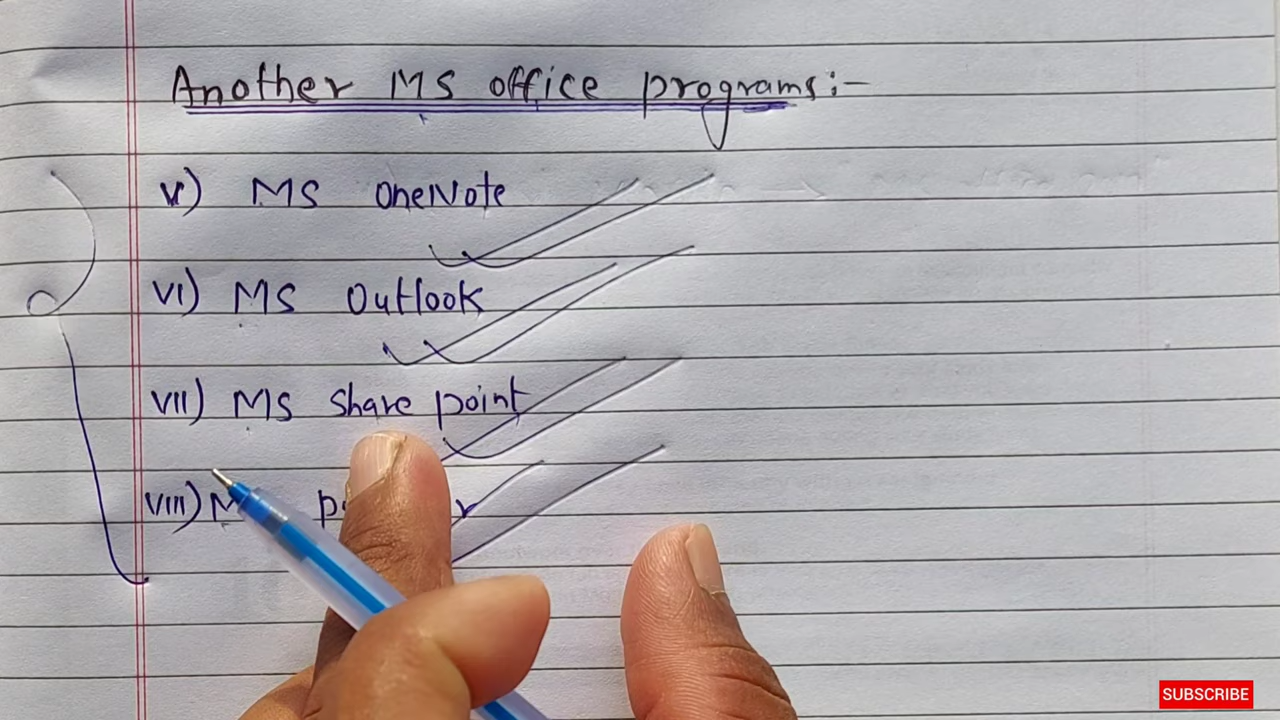 Another MS office programs:-
v) MS OneNote
VI) MS Outlook
VII) MS Share point
VIII)
SUBSCRIBE